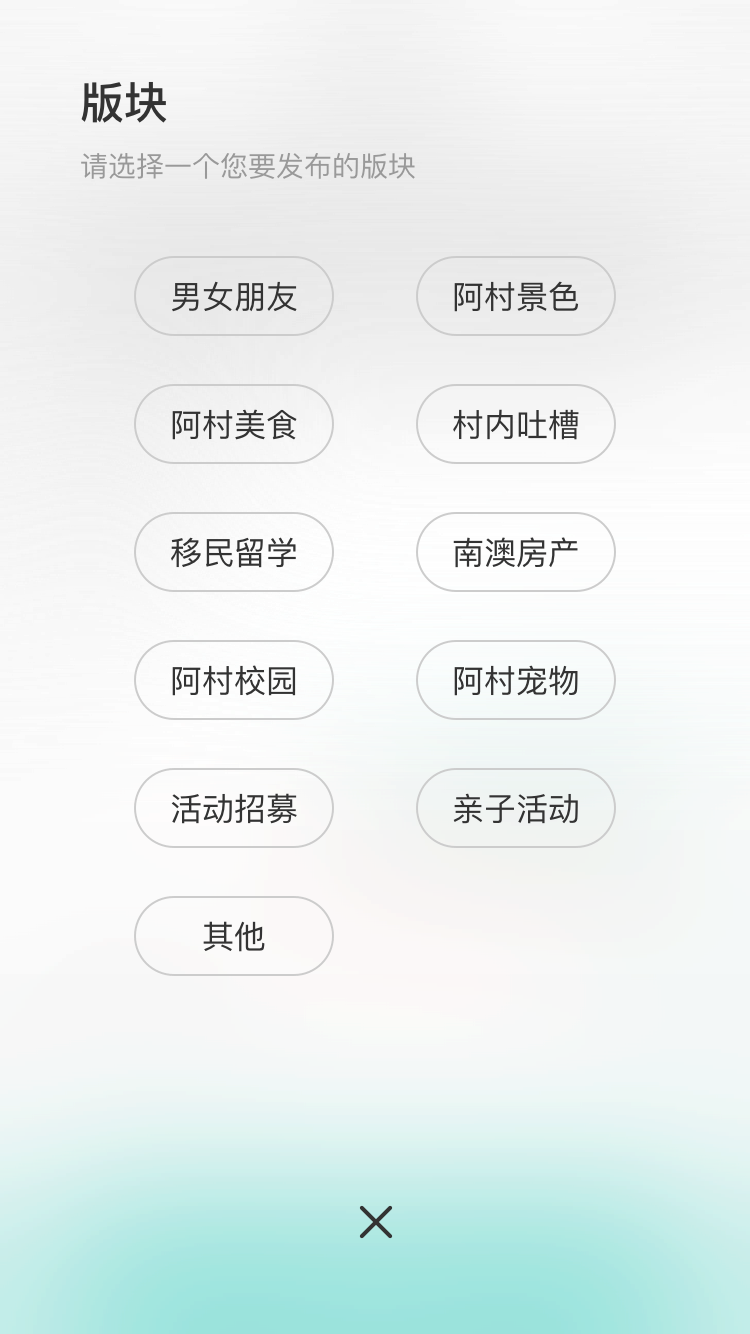 版块
请选择一个您要发布的版块
男女朋友
阿村景色
阿村美食
村内吐槽
移民留学
南澳房产
阿村校园
阿村宠物
活动招募
亲子活动
其他